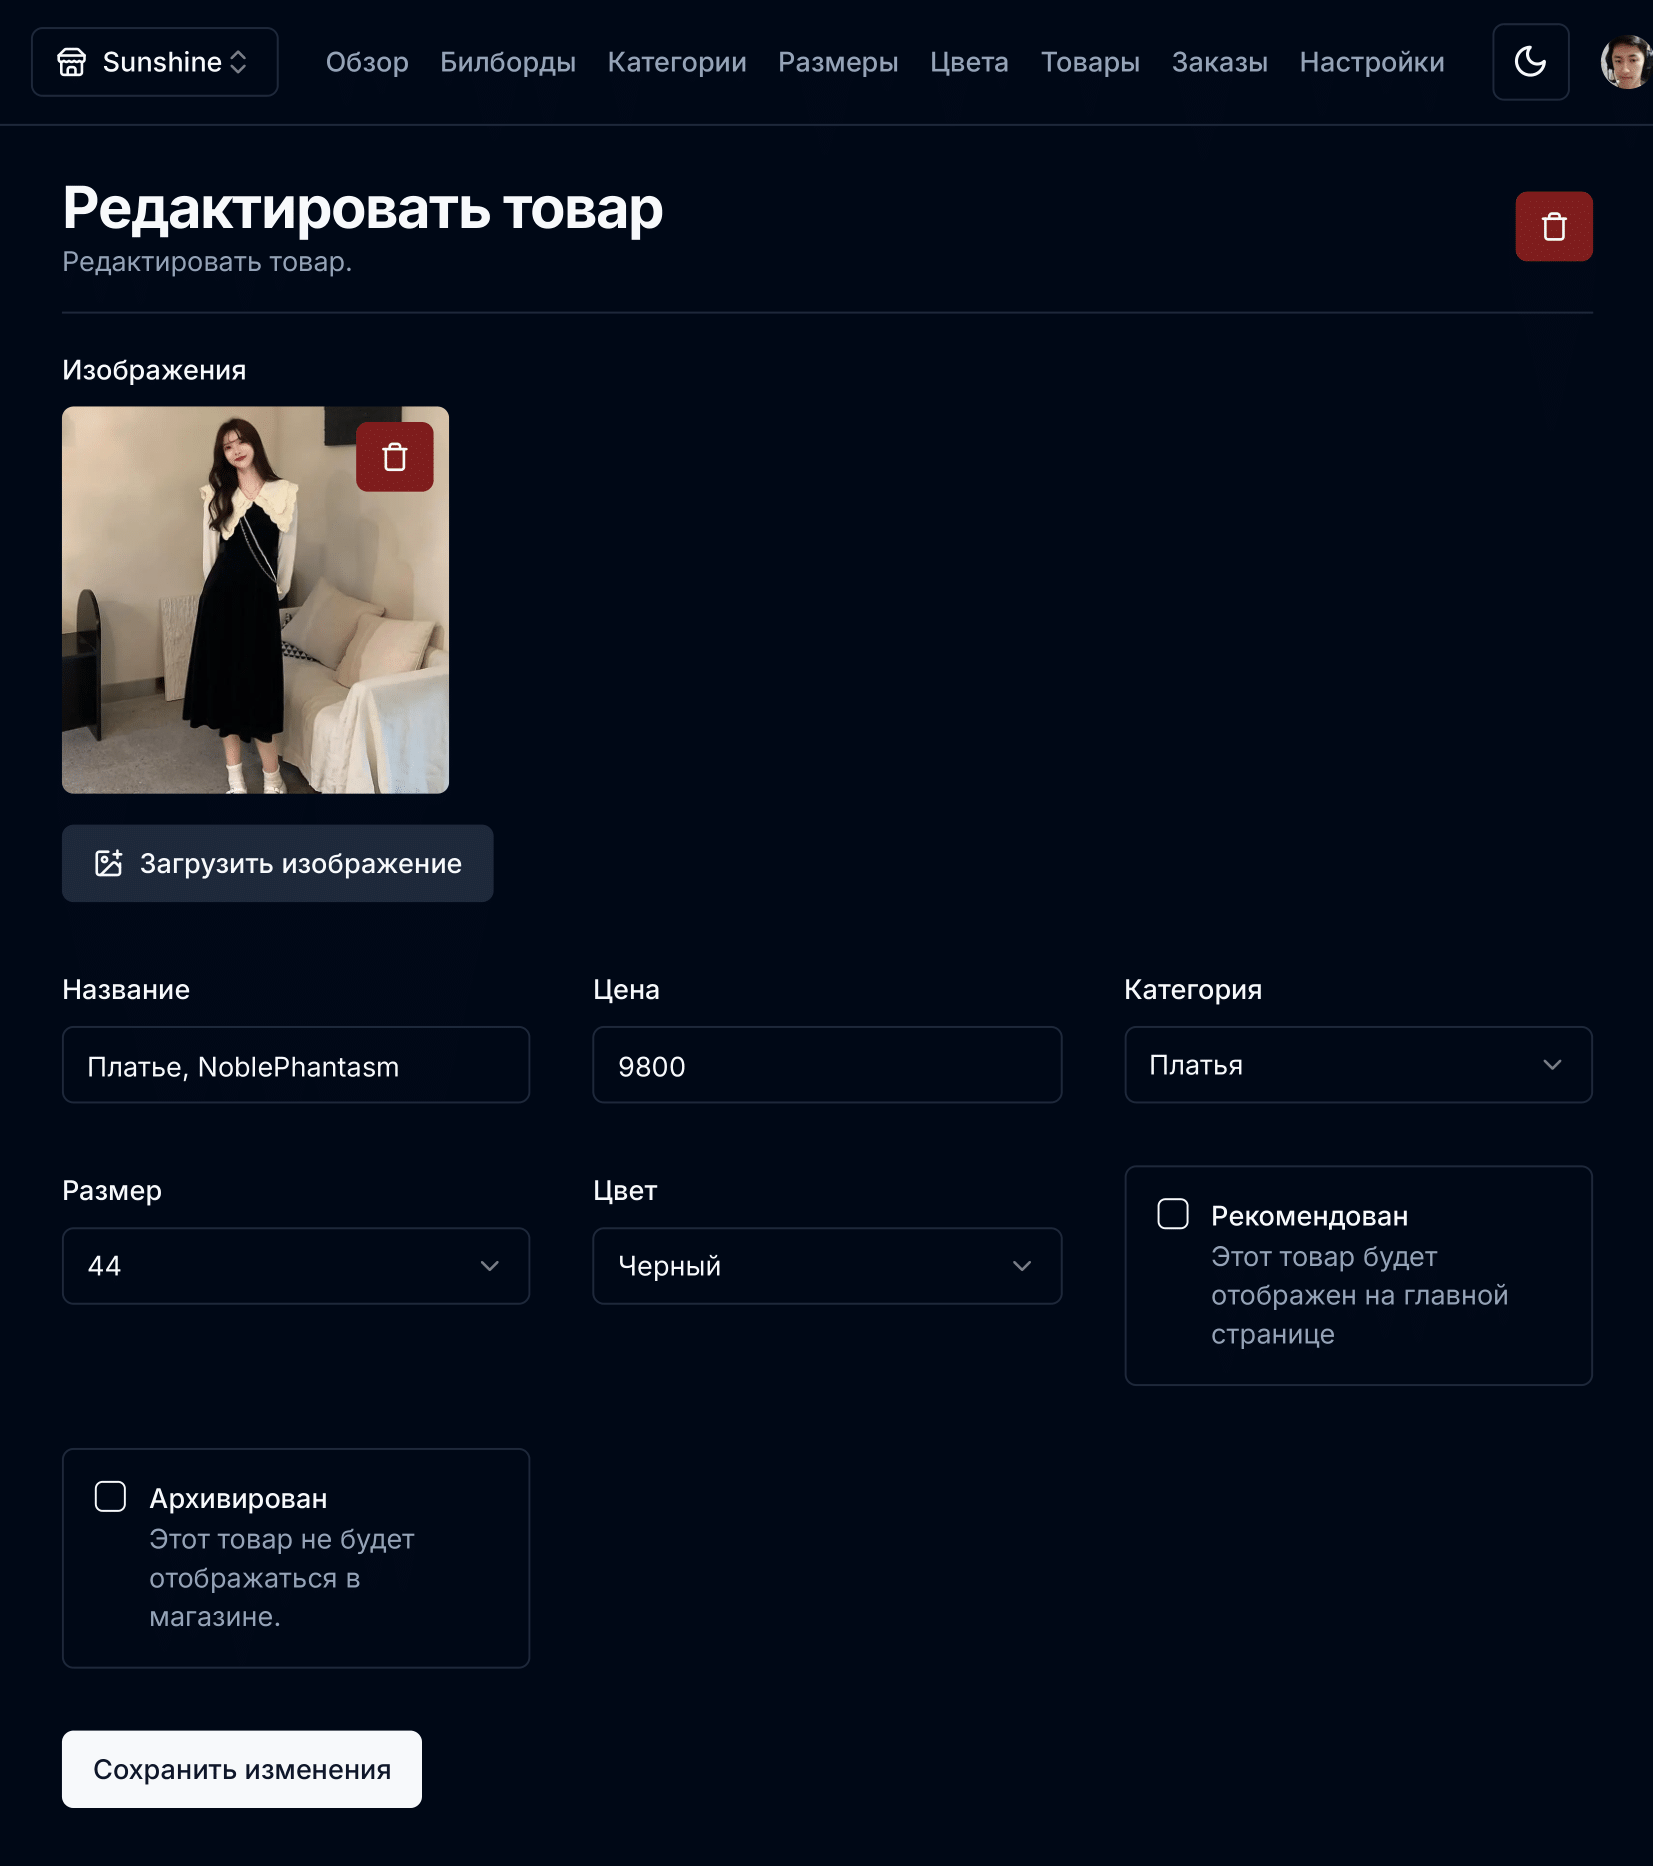 Sunshine
Обзор
Билборды
Категории
Размеры
Цвета
Товары
Заказы
Настройки
Редактировать товар
Редактировать товар.
Изображения
Загрузить изображение
Название
Цена
Категория
Платье, NoblePhantasm
9800
Платья
Размер
Цвет
44
Черный
Рекомендован
Этот товар будет
отображен на главной
странице
Архивирован
Этот товар не будет
отображаться в
магазине.
Сохранить изменения